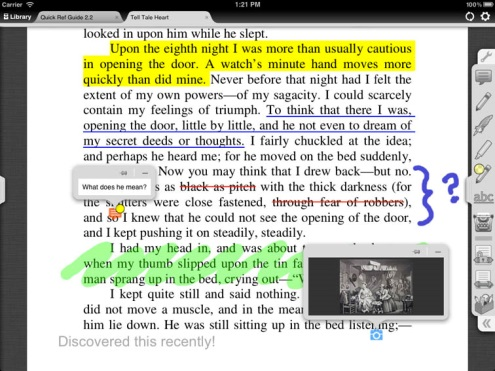 Carrier
1:21 PM
100%
Library
Quick Ref Guide 2.2
Tell Tale Heart
looked in upon him while he slept.
Upon the eighth night I was more than usually cautious
in opening the door. A watch's minute hand moves more
quickly than did mine. Never before that night had I felt the
extent of my own powers—of my sagacity. I could scarcely
contain my feelings of triumph. To think that there I was,
opening the door, little by little, and he not even to dream of
my secret deeds or thoughts. I fairly chuckled at the idea;
and perhaps he heard me; for he moved on the bed suddenly,
Now you may think that I drew back—but no.
What does he mean?
s as black as pitch with the thick darkness (for
the shutters were close fastened, through fear of robbers),
and so I knew that he could not see the opening of the door,
and I kept pushing it on steadily, steadily.
?
abc
I had my head in, and was about
when my thumb slipped upon the tin fa
man sprang up in the bed, crying out—
I kept quite still and said nothing.
did not move a muscle, and in the mean
him lie down. He was still sitting up in the bed listening;—
Discovered this recently!